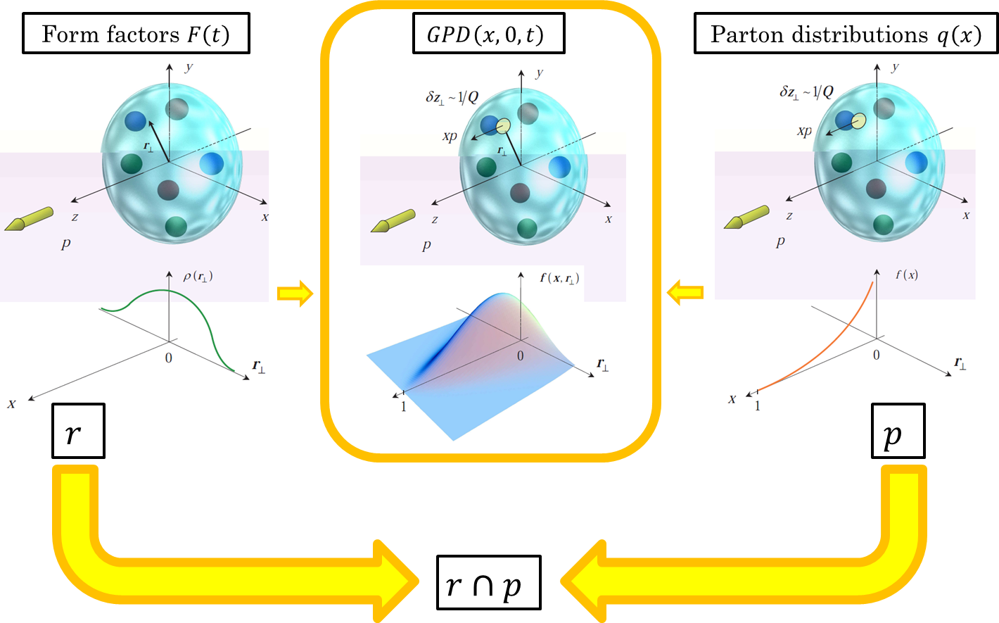 Form factors F(t)
GPD(x, 0, t)
Parton distributions q(x)
y
r⊥
z
x
p
ρ(r⊥)
0
r⊥
x
r
y
δz⊥ ~ 1/Q
xp
r⊥
z
x
p
f(x, r⊥)
0
r⊥
1
y
δz⊥ ~ 1/Q
xp
z
x
p
f(x)
0
r⊥
x
1
p
r ∩ p